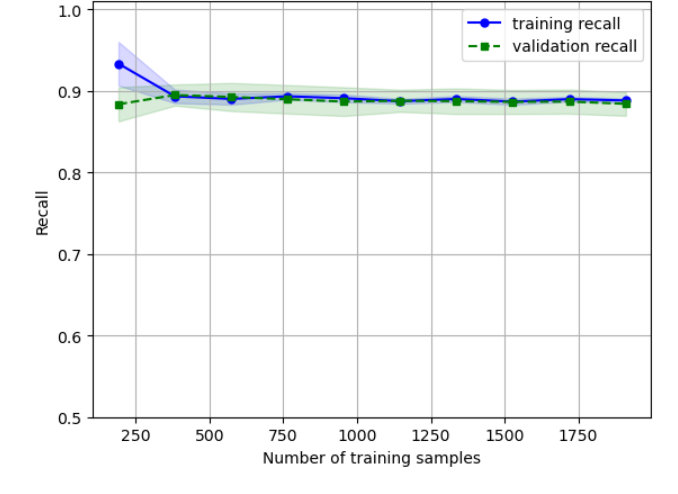 training recall
validation recall
1.0
0.9
0.8
0.7
0.6
0.5
Recall
250 500 750 1000 1250 1500 1750
Number of training samples